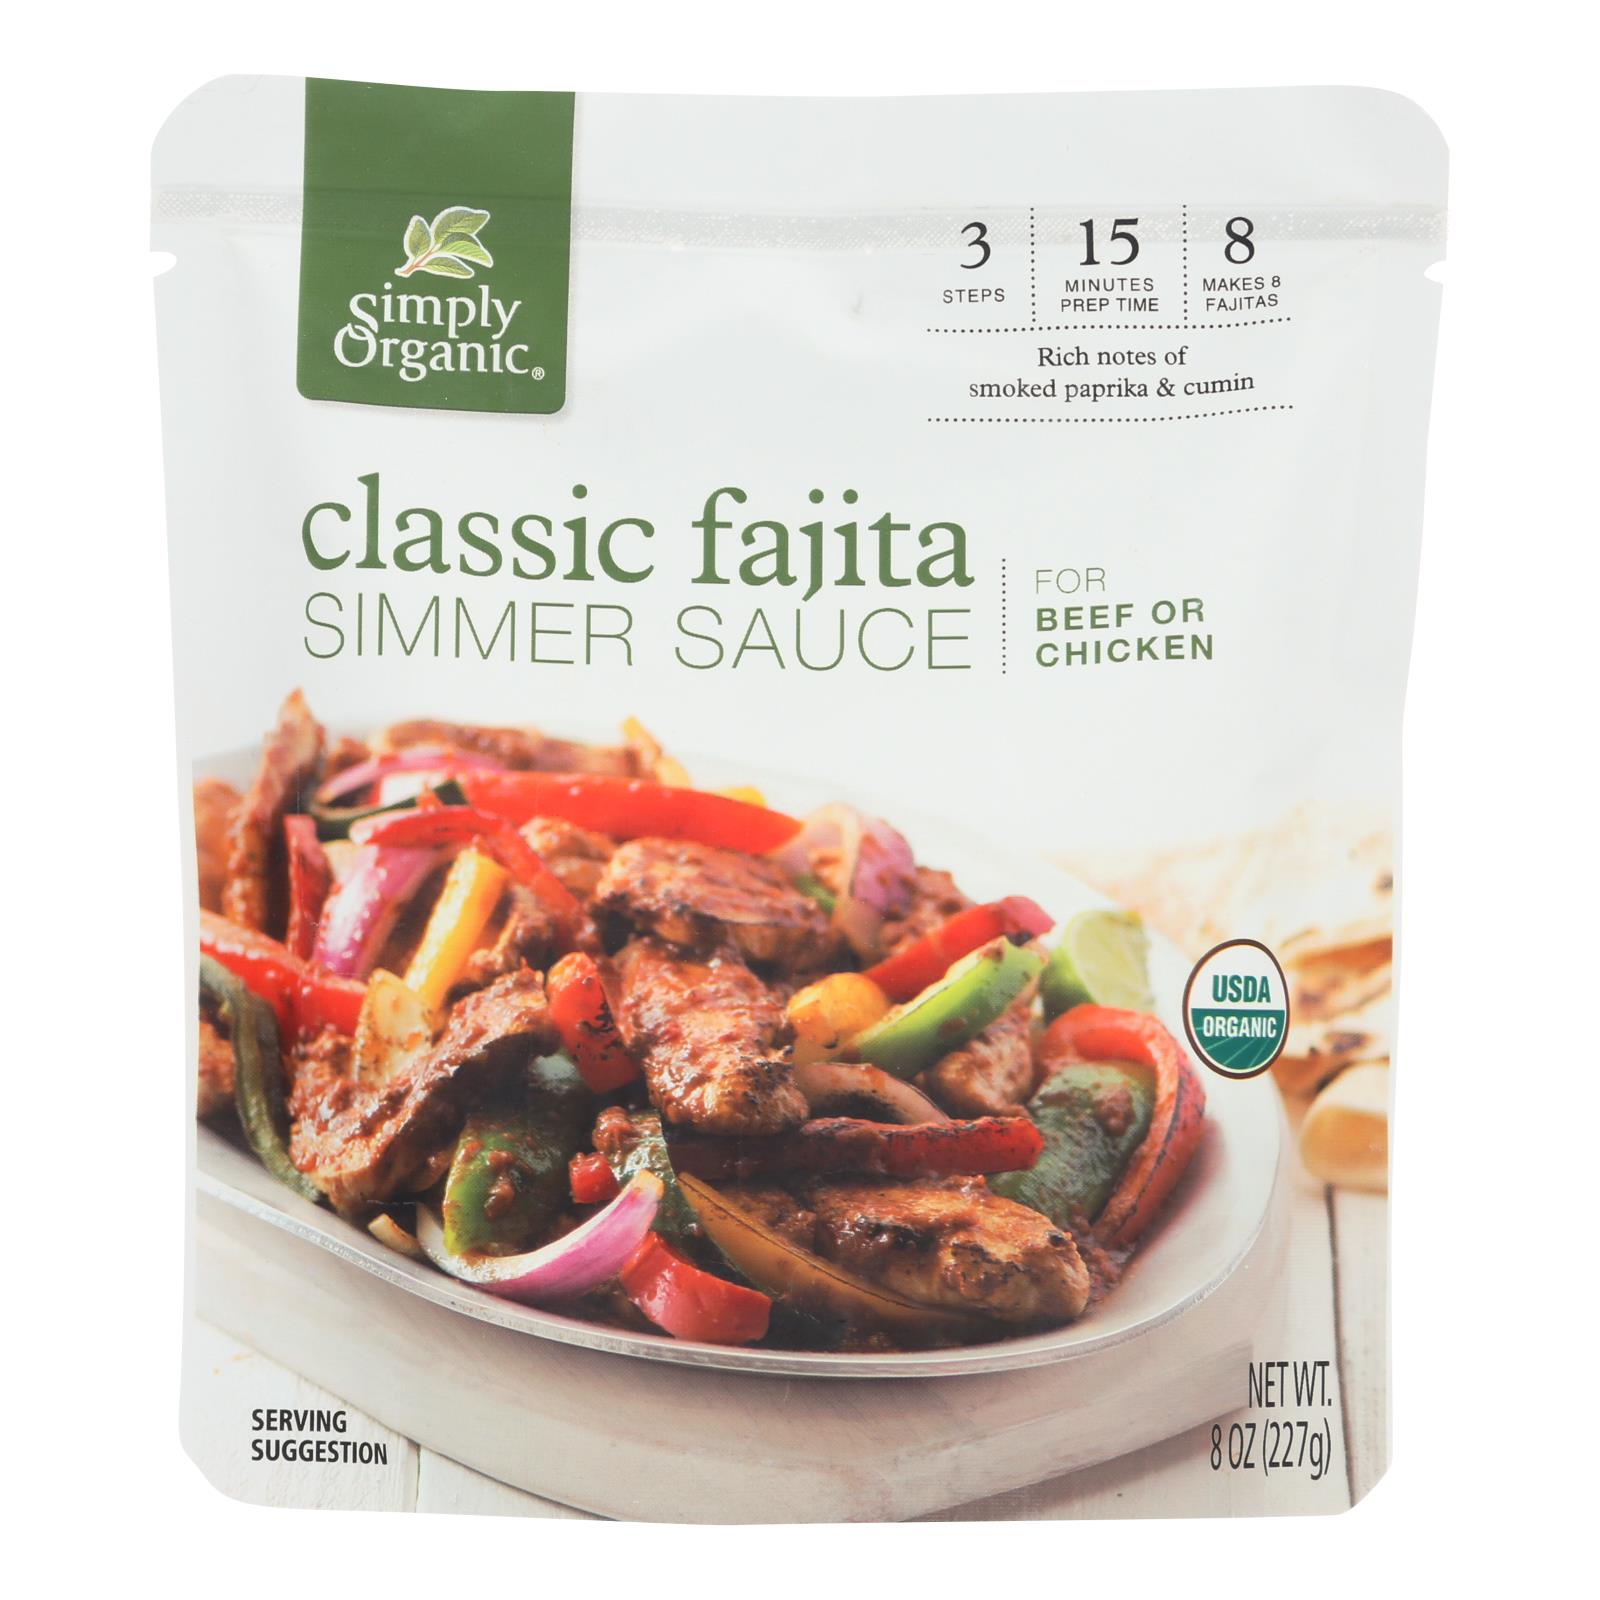 simply
Organic®
3
STEPS
15
MINUTES
PREP TIME
8
MAKES 8
FAJITAS
Rich notes of
smoked paprika & cumin
classic fajita
SIMMER SAUCE
FOR
BEEF OR
CHICKEN
USDA
ORGANIC
SERVING
SUGGESTION
NET WT.
8 OZ (227g)